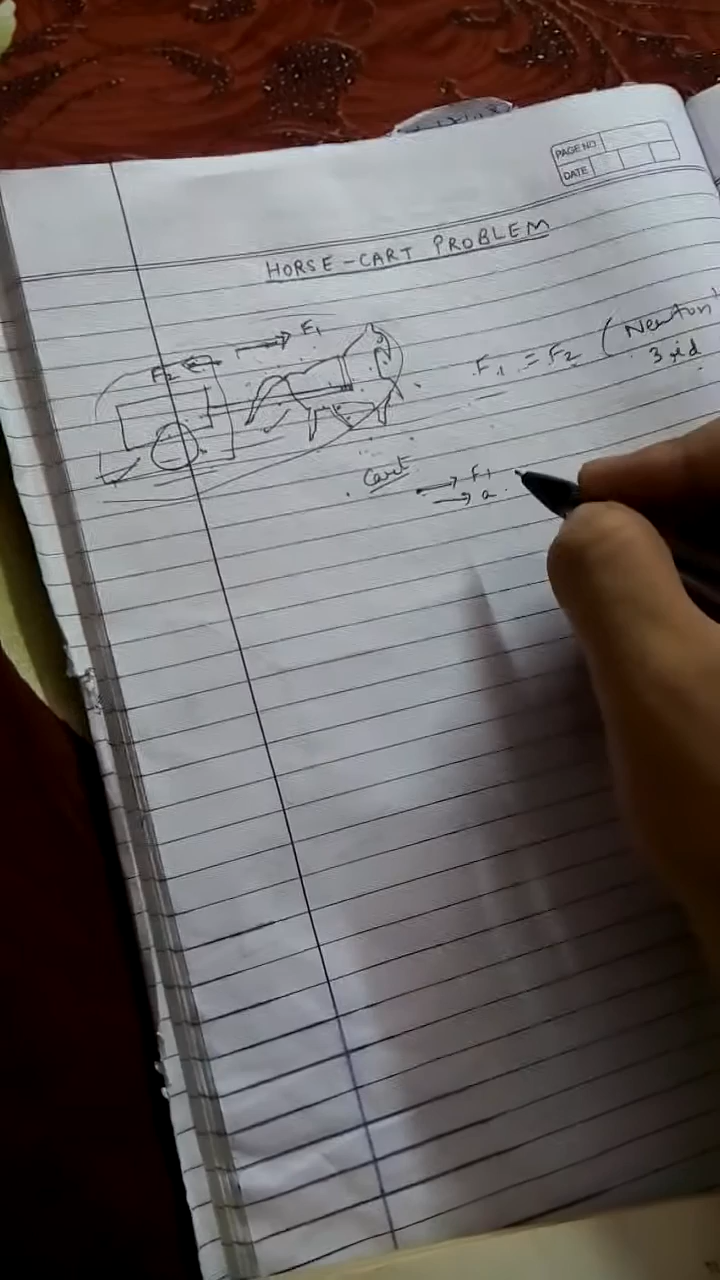 PAGE NO
DATE
HORSE-CART PROBLEM
F1
F2
F1 = F2 (Newton'
3rd
Cart
→ F1
→ a